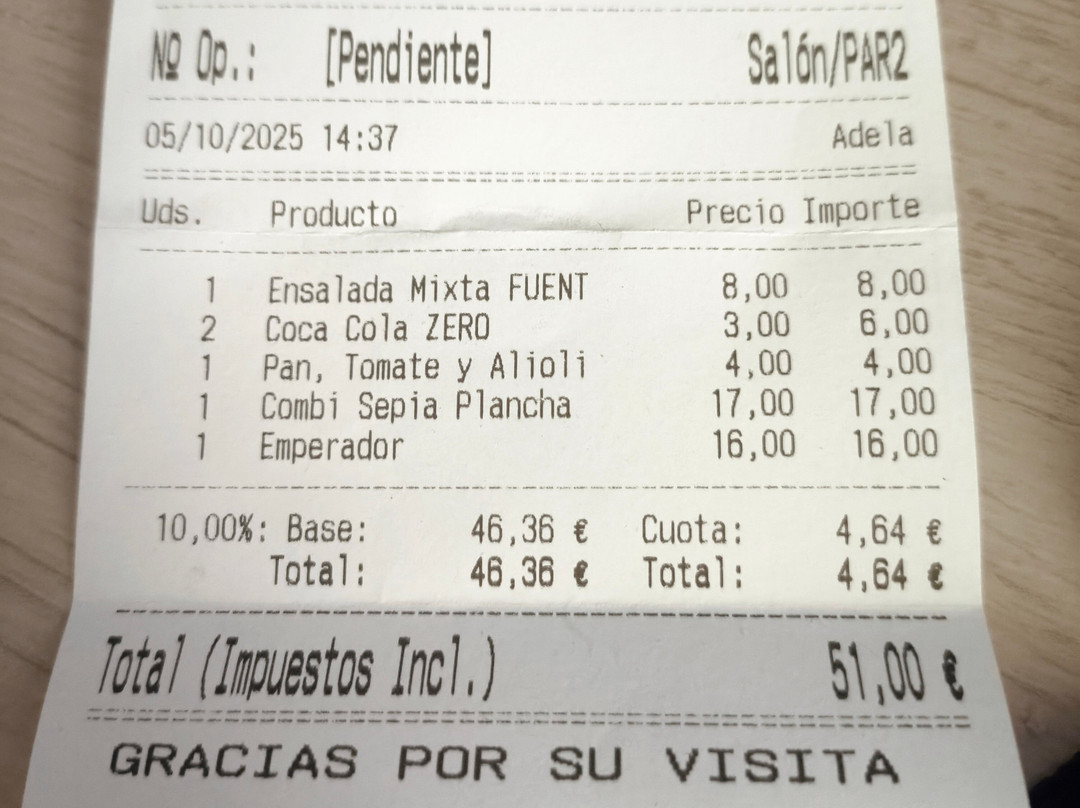 Nº Op.: [Pendiente] Salón/PAR2
05/10/2025 14:37 Adela
Uds. Producto Precio Importe
1 Ensalada Mixta FUENT 8,00 8,00
2 Coca Cola ZERO 3,00 6,00
1 Pan, Tomate y Alioli 4,00 4,00
1 Combi Sepia Plancha 17,00 17,00
1 Emperador 16,00 16,00
10,00%: Base: 46,36 € Cuota: 4,64 €
Total: 46,36 € Total: 4,64 €
Total (Impuestos Incl.) 51,00 €
GRACIAS POR SU VISITA